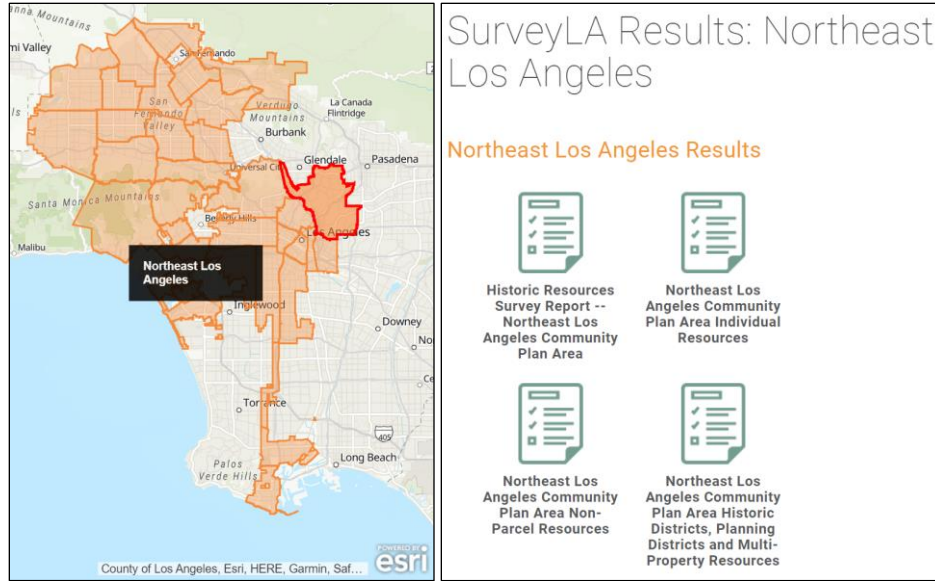 Mountains
mi Valley
San Fernando
La Canada
Flintridge
Verdugo
Mountains
San
Fernando
Valley
Burbank
Universal City
Glendale
Pasadena
Santa Monica Mountains
Beverly Hills
Los Angeles
Malibu
Northeast Los
Angeles
Inglewood
Downey
Torrance
405
Long Beach
Palos
Verde Hills
POWERED BY
esri
County of Los Angeles, Esri, HERE, Garmin, Saf...
SurveyLA Results: Northeast
Los Angeles
Northeast Los Angeles Results
Historic Resources
Survey Report --
Northeast Los
Angeles Community
Plan Area
Northeast Los
Angeles Community
Plan Area Individual
Resources
Northeast Los
Angeles Community
Plan Area Non-
Parcel Resources
Northeast Los
Angeles Community
Plan Area Historic
Districts, Planning
Districts and Multi-
Property Resources